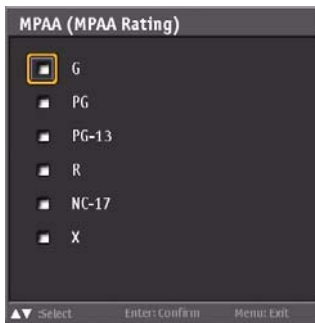 MPAA (MPAA Rating)
G
PG
PG-13
R
NC-17
X
▲▼ :Select Enter: Confirm Menu: Exit